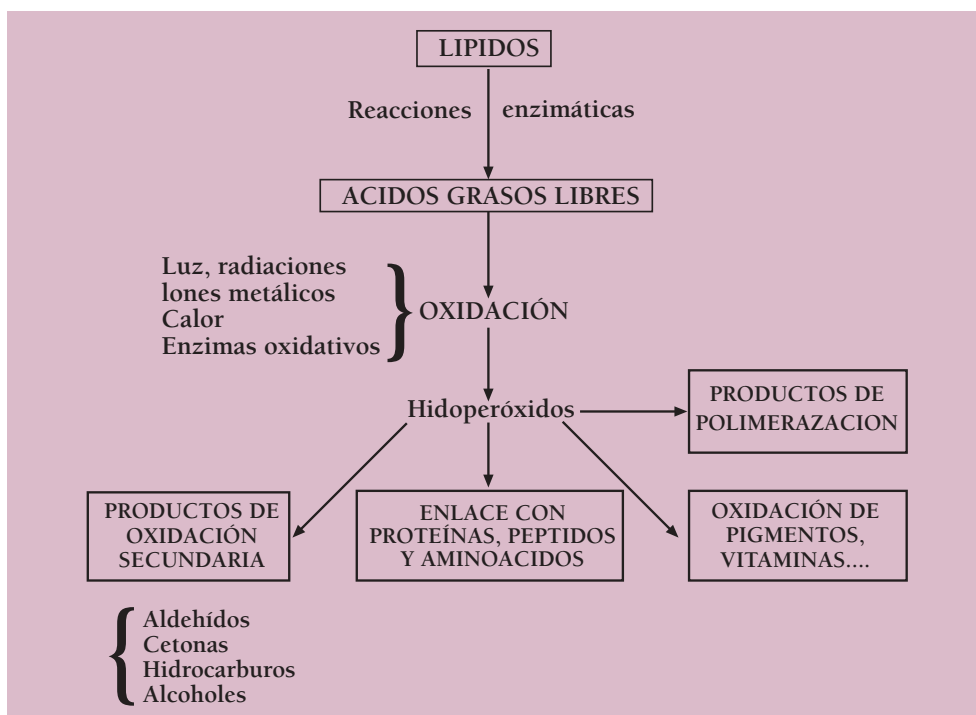 LIPIDOS
Reacciones enzimáticas
ACIDOS GRASOS LIBRES
Luz, radiaciones
lones metálicos
Calor
Enzimas oxidativos
OXIDACIÓN
Hidoperóxidos
PRODUCTOS DE
POLIMERAZACION
PRODUCTOS DE
OXIDACIÓN
SECUNDARIA
ENLACE CON
PROTEÍNAS, PEPTIDOS
Y AMINOACIDOS
OXIDACIÓN DE
PIGMENTOS,
VITAMINAS....
Aldehídos
Cetonas
Hidrocarburos
Alcoholes